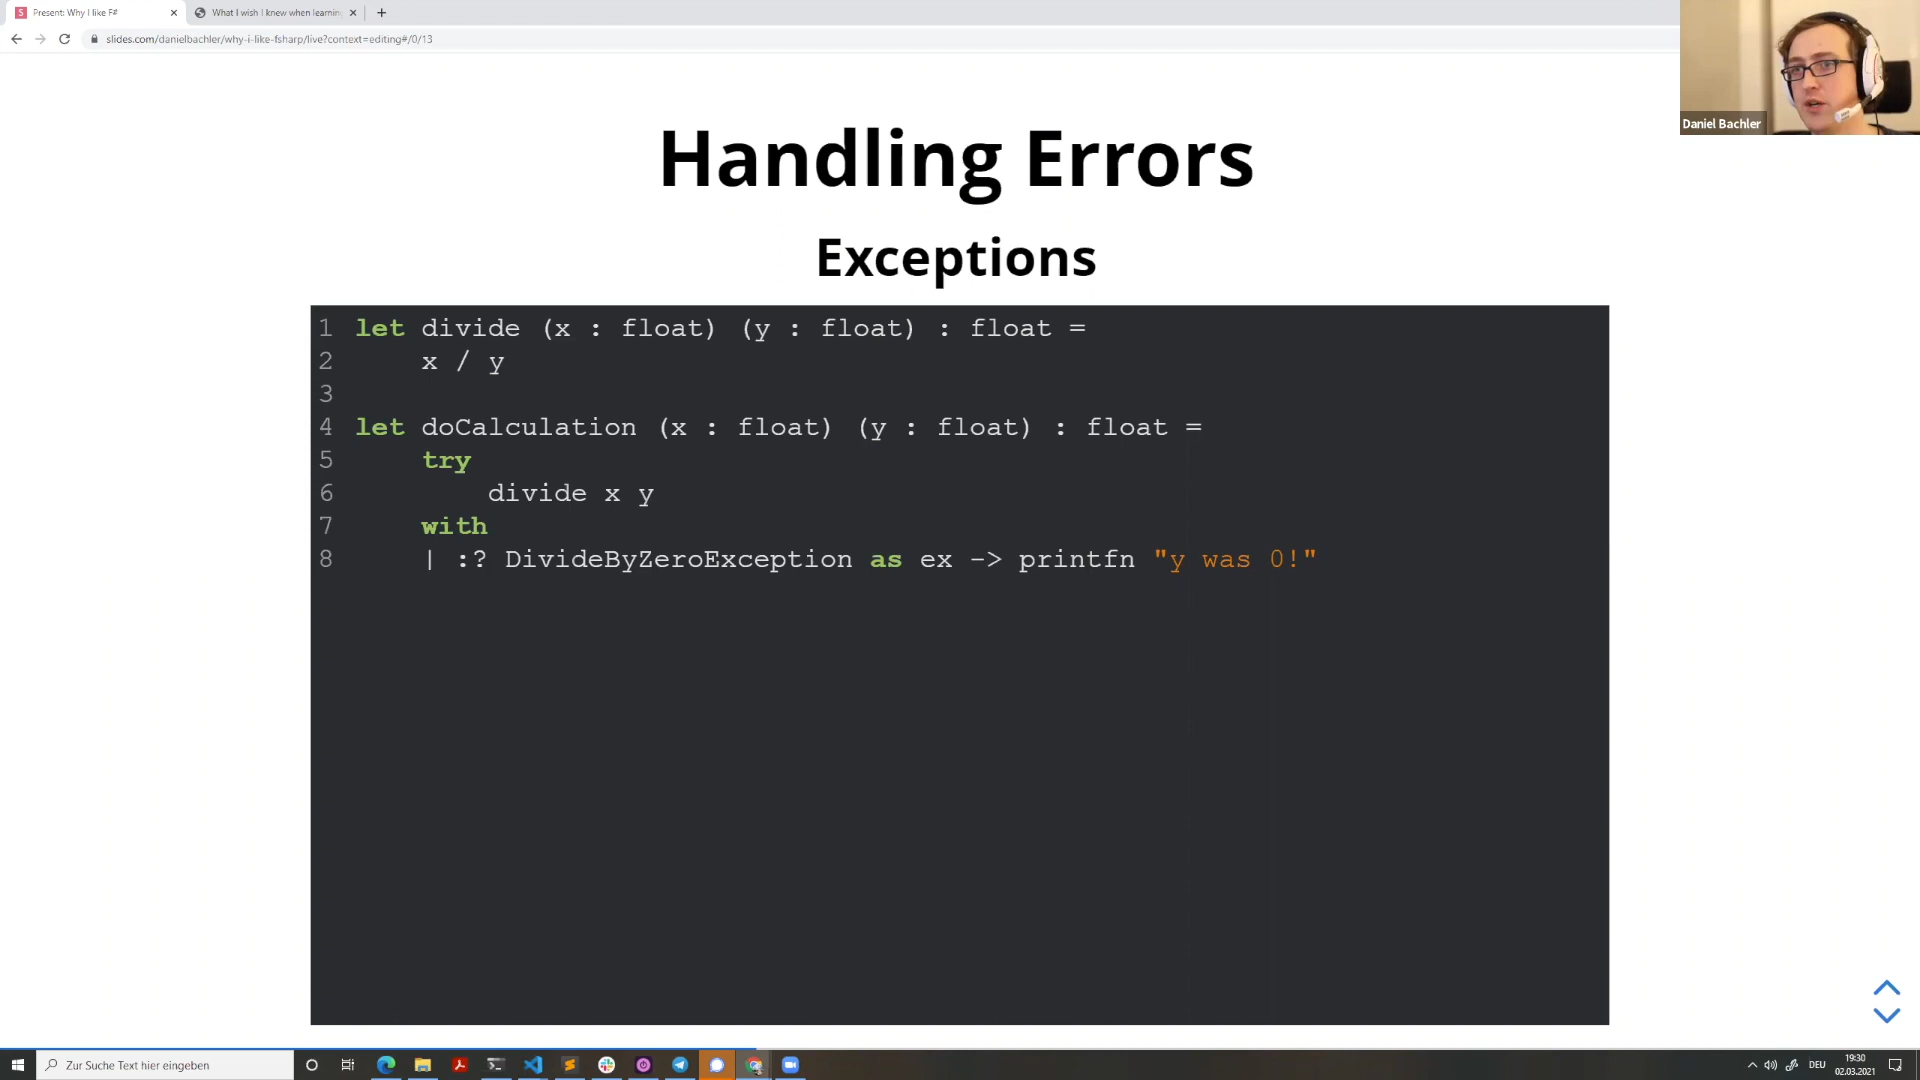 Present: Why I like F#
What I wish I knew when learnin
slides.com/danielbachler/why-i-like-fsharp/live?context=editing#/0/13
Daniel Bachler
Handling Errors
Exceptions
1 let divide (x : float) (y : float) : float =
2     x / y
3
4 let doCalculation (x : float) (y : float) : float =
5     try
6         divide x y
7     with
8     | :? DivideByZeroException as ex -> printfn "y was 0!"
Zur Suche Text hier eingeben
DEU
19:30
02.03.2021